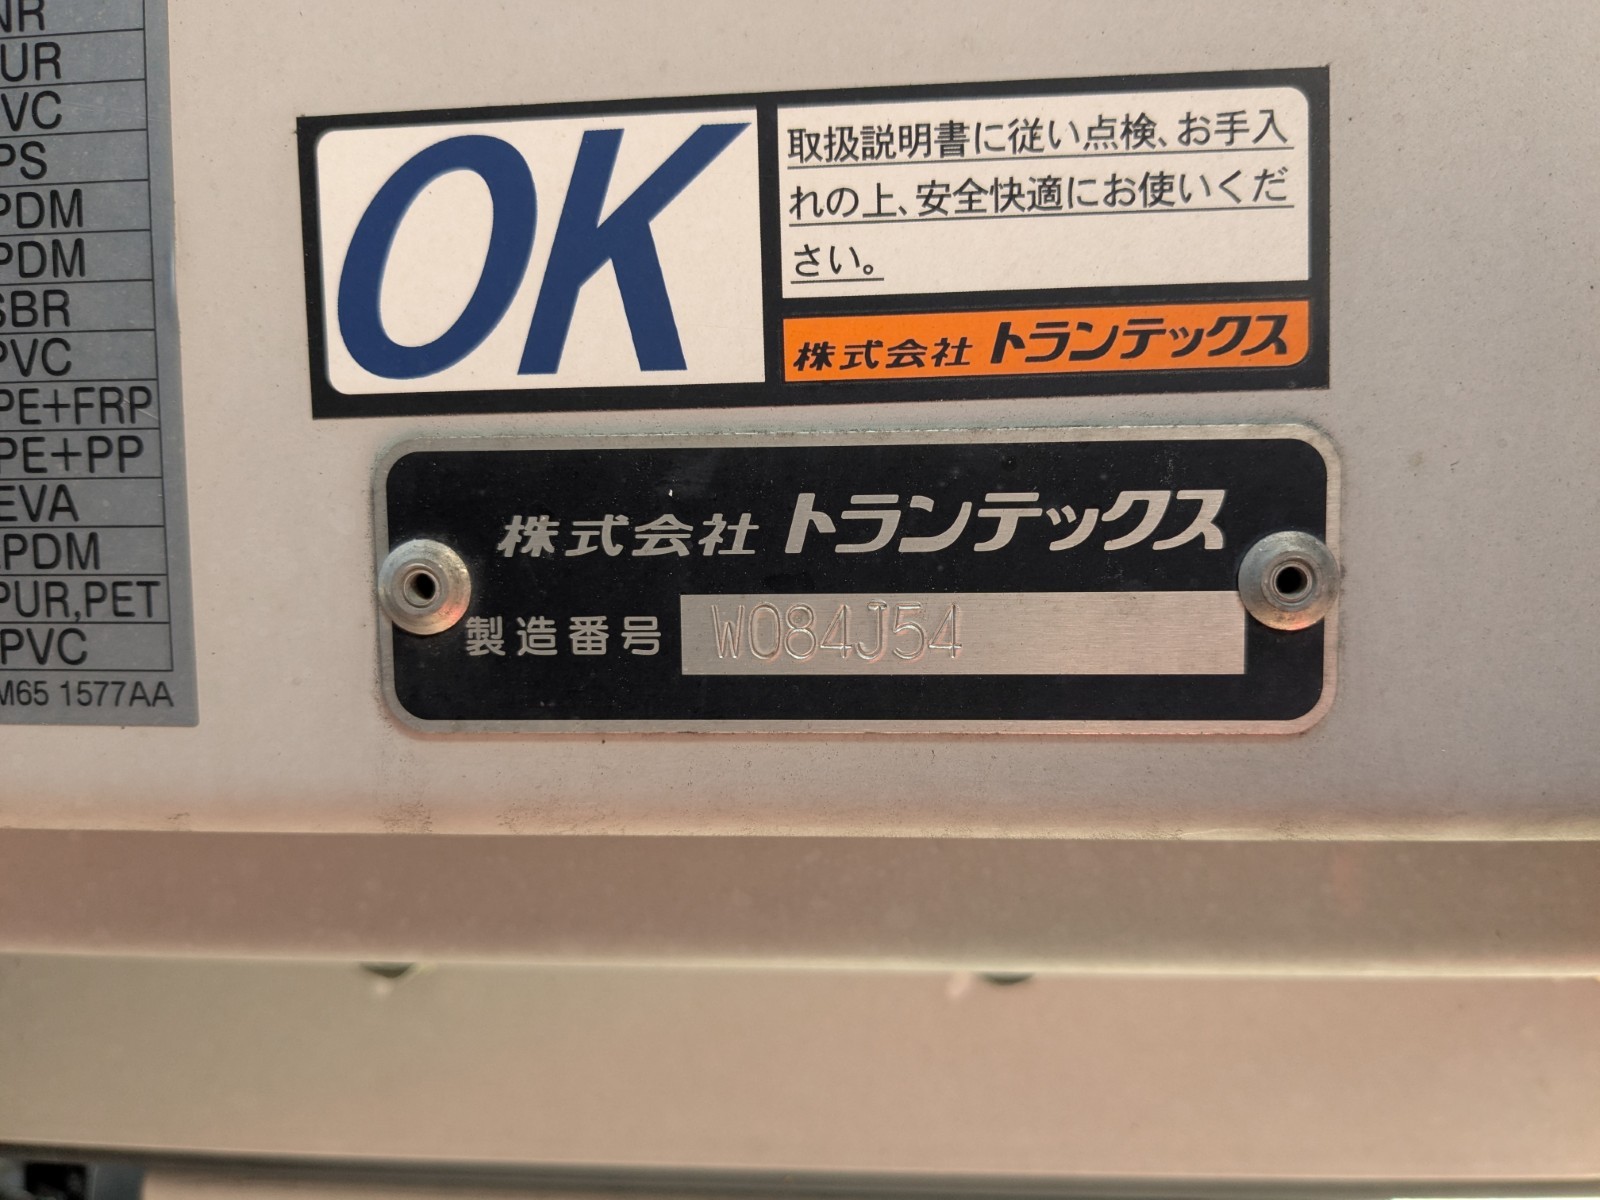 NR
UR
VC
PS
PDM
PDM
SBR
PVC
PE+FRP
PE+PP
EVA
PDM
PUR,PET
PVC
M65 1577AA
OK
取扱説明書に従い点検、お手入
れの上、安全快適にお使いくだ
さい。
株式会社 トランテックス
株式会社 トランテックス
製造番号 W084J54